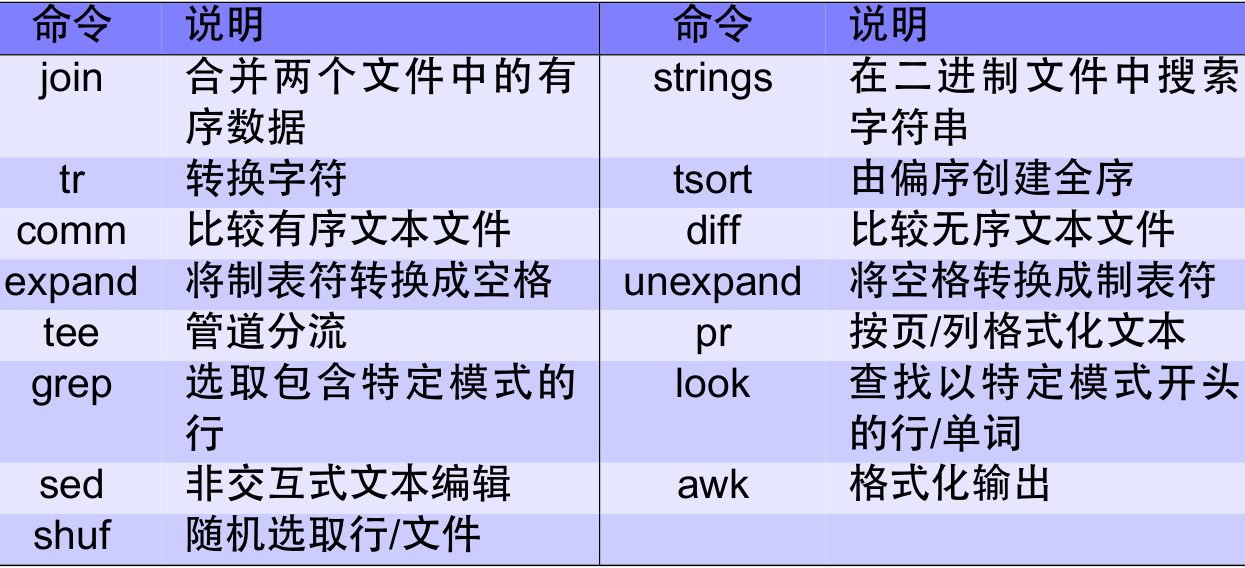 命令 说明 命令 说明
join 合并两个文件中的有 strings 在二进制文件中搜索
序数据 字符串
tr 转换字符 tsort 由偏序创建全序
comm 比较有序文本文件 diff 比较无序文本文件
expand 将制表符转换成空格 unexpand 将空格转换成制表符
tee 管道分流 pr 按页/列格式化文本
grep 选取包含特定模式的 look 查找以特定模式开头
行 的行/单词
sed 非交互式文本编辑 awk 格式化输出
shuf 随机选取行/文件